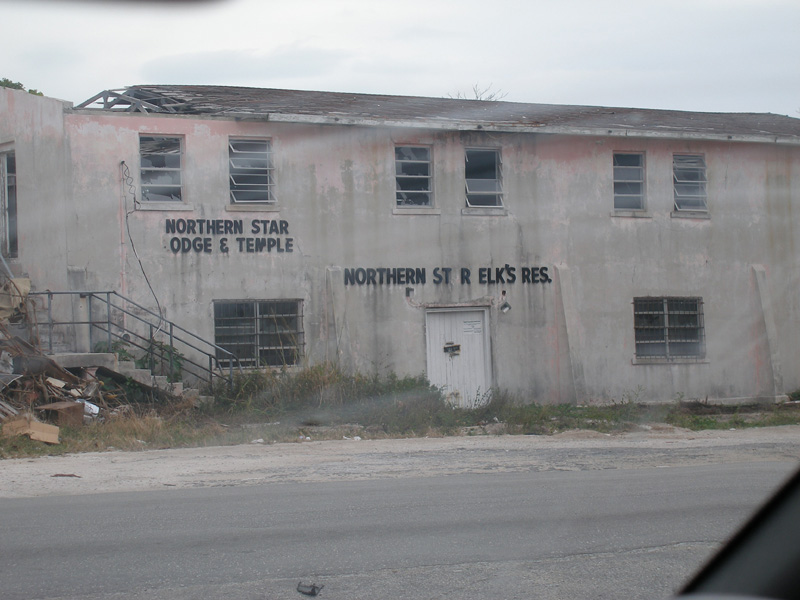 NORTHERN STAR
ODGE & TEMPLE
NORTHERN ST R ELK'S RES.